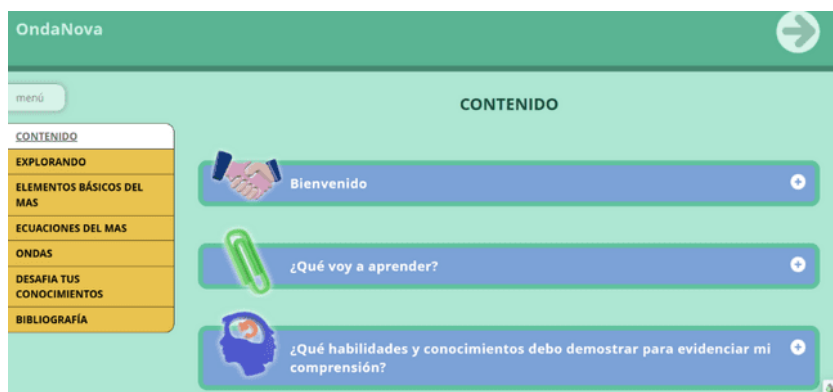 OndaNova
menú
CONTENIDO
EXPLORANDO
ELEMENTOS BÁSICOS DEL
MAS
ECUACIONES DEL MAS
ONDAS
DESAFIA TUS
CONOCIMIENTOS
BIBLIOGRAFÍA
CONTENIDO
Bienvenido
¿Qué voy a aprender?
¿Qué habilidades y conocimientos debo demostrar para evidenciar mi
comprensión?